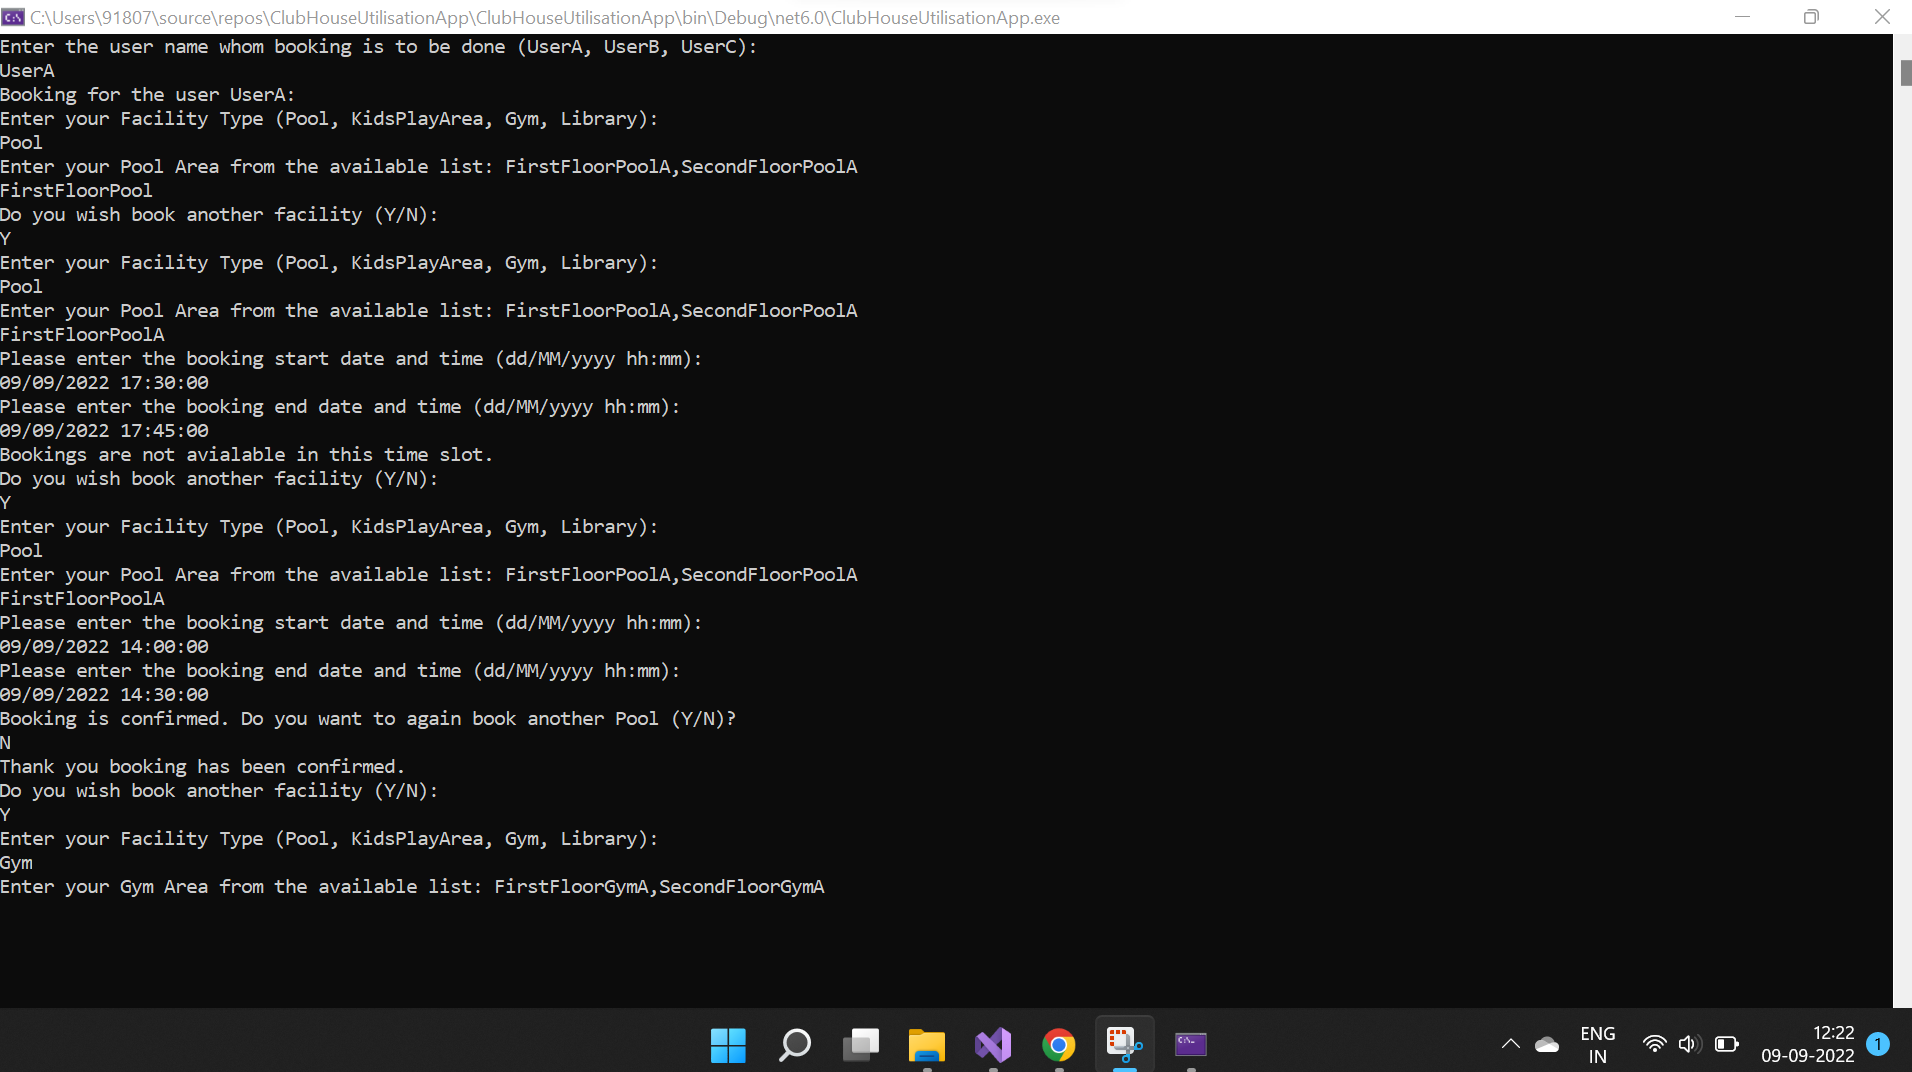 C:\Users\91807\source\repos\ClubHouseUtilisationApp\ClubHouseUtilisationApp\bin\Debug\net6.0\ClubHouseUtilisationApp.exe
Enter the user name whom booking is to be done (UserA, UserB, UserC):
UserA
Booking for the user UserA:
Enter your Facility Type (Pool, KidsPlayArea, Gym, Library):
Pool
Enter your Pool Area from the available list: FirstFloorPoolA,SecondFloorPoolA
FirstFloorPool
Do you wish book another facility (Y/N):
Y
Enter your Facility Type (Pool, KidsPlayArea, Gym, Library):
Pool
Enter your Pool Area from the available list: FirstFloorPoolA,SecondFloorPoolA
FirstFloorPoolA
Please enter the booking start date and time (dd/MM/yyyy hh:mm):
09/09/2022 17:30:00
Please enter the booking end date and time (dd/MM/yyyy hh:mm):
09/09/2022 17:45:00
Bookings are not avialable in this time slot.
Do you wish book another facility (Y/N):
Y
Enter your Facility Type (Pool, KidsPlayArea, Gym, Library):
Pool
Enter your Pool Area from the available list: FirstFloorPoolA,SecondFloorPoolA
FirstFloorPoolA
Please enter the booking start date and time (dd/MM/yyyy hh:mm):
09/09/2022 14:00:00
Please enter the booking end date and time (dd/MM/yyyy hh:mm):
09/09/2022 14:30:00
Booking is confirmed. Do you want to again book another Pool (Y/N)?
N
Thank you booking has been confirmed.
Do you wish book another facility (Y/N):
Y
Enter your Facility Type (Pool, KidsPlayArea, Gym, Library):
Gym
Enter your Gym Area from the available list: FirstFloorGymA,SecondFloorGymA
ENG
IN
12:22
09-09-2022
1